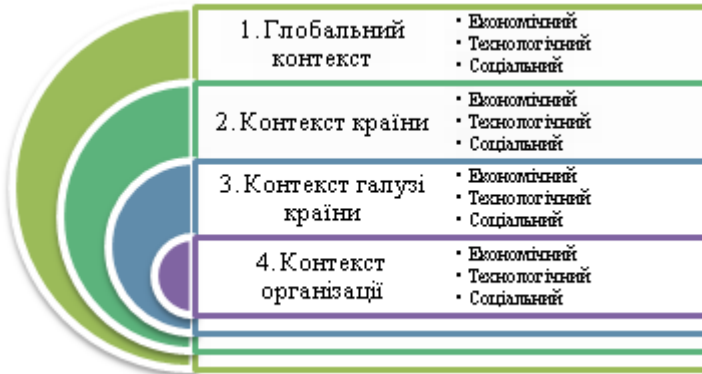 1. Глобальний
контекст
• Економічний
• Технологічний
• Соціальний
2. Контекст країни
• Економічний
• Технологічний
• Соціальний
3. Контекст галузі
країни
• Економічний
• Технологічний
• Соціальний
4. Контекст
організації
• Економічний
• Технологічний
• Соціальний